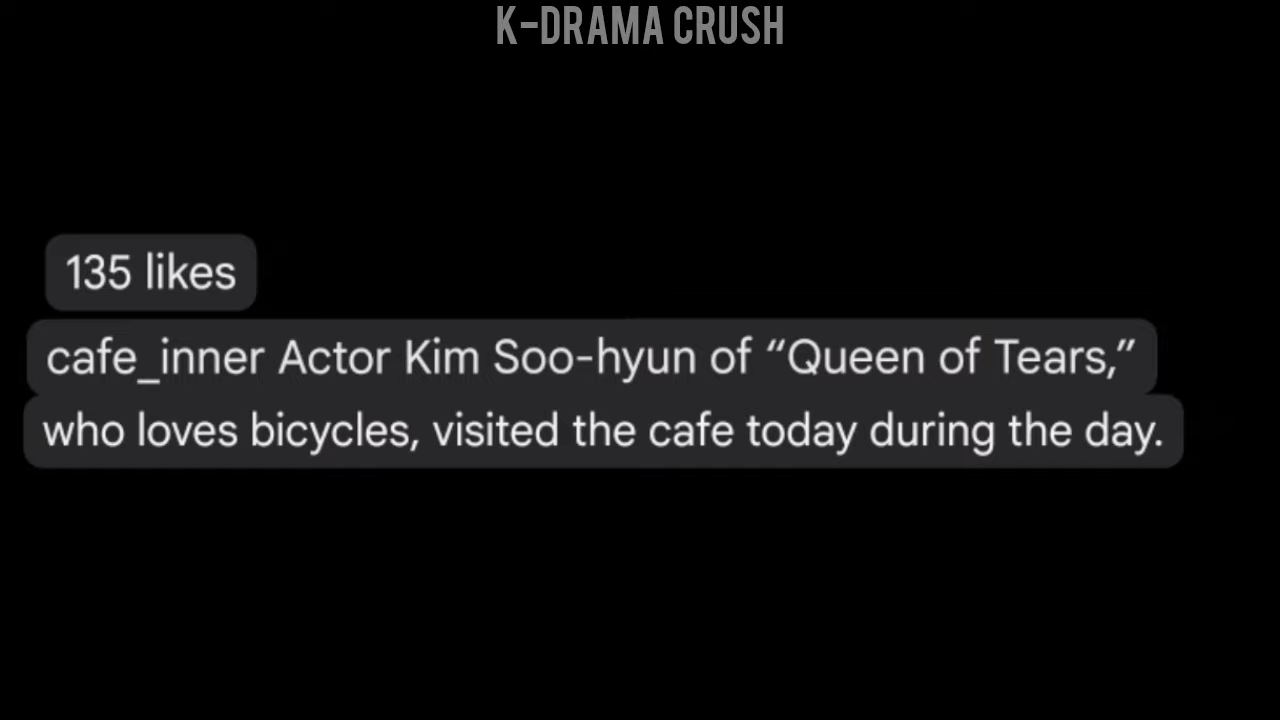 K-DRAMA CRUSH
135 likes
cafe_inner Actor Kim Soo-hyun of “Queen of Tears,”
who loves bicycles, visited the cafe today during the day.